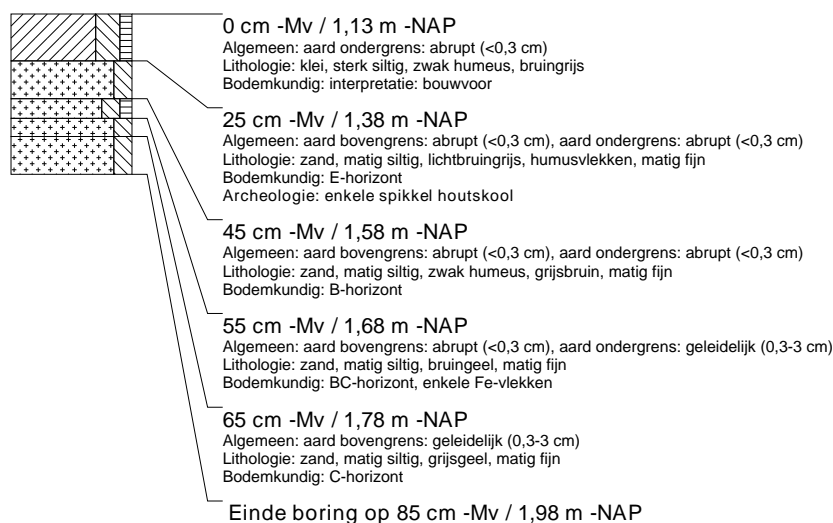 0 cm -Mv / 1,13 m -NAP
Algemeen: aard ondergrens: abrupt (<0,3 cm)
Lithologie: klei, sterk siltig, zwak humeus, bruingrijs
Bodemkundig: interpretatie: bouwvoor
25 cm -Mv / 1,38 m -NAP
Algemeen: aard bovengrens: abrupt (<0,3 cm), aard ondergrens: abrupt (<0,3 cm)
Lithologie: zand, matig siltig, lichtbruingrijs, humusvlekken, matig fijn
Bodemkundig: E-horizont
Archeologie: enkele spikkel houtskool
45 cm -Mv / 1,58 m -NAP
Algemeen: aard bovengrens: abrupt (<0,3 cm), aard ondergrens: abrupt (<0,3 cm)
Lithologie: zand, matig siltig, zwak humeus, grijsbruin, matig fijn
Bodemkundig: B-horizont
55 cm -Mv / 1,68 m -NAP
Algemeen: aard bovengrens: abrupt (<0,3 cm), aard ondergrens: geleidelijk (0,3-3 cm)
Lithologie: zand, matig siltig, bruingeel, matig fijn
Bodemkundig: BC-horizont, enkele Fe-vlekken
65 cm -Mv / 1,78 m -NAP
Algemeen: aard bovengrens: geleidelijk (0,3-3 cm)
Lithologie: zand, matig siltig, grijsgeel, matig fijn
Bodemkundig: C-horizont
Einde boring op 85 cm -Mv / 1,98 m -NAP